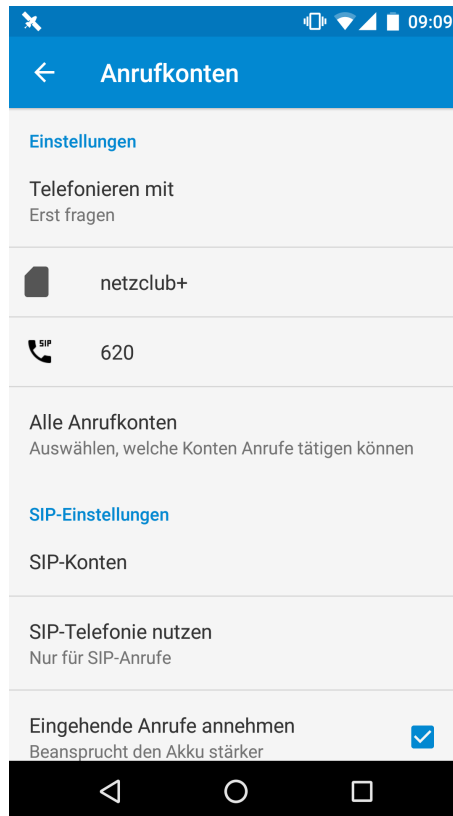 09:09
Anrufkonten
Einstellungen
Telefonieren mit
Erst fragen
netzclub+
SIP
620
Alle Anrufkonten
Auswählen, welche Konten Anrufe tätigen können
SIP-Einstellungen
SIP-Konten
SIP-Telefonie nutzen
Nur für SIP-Anrufe
Eingehende Anrufe annehmen
Beansprucht den Akku stärker